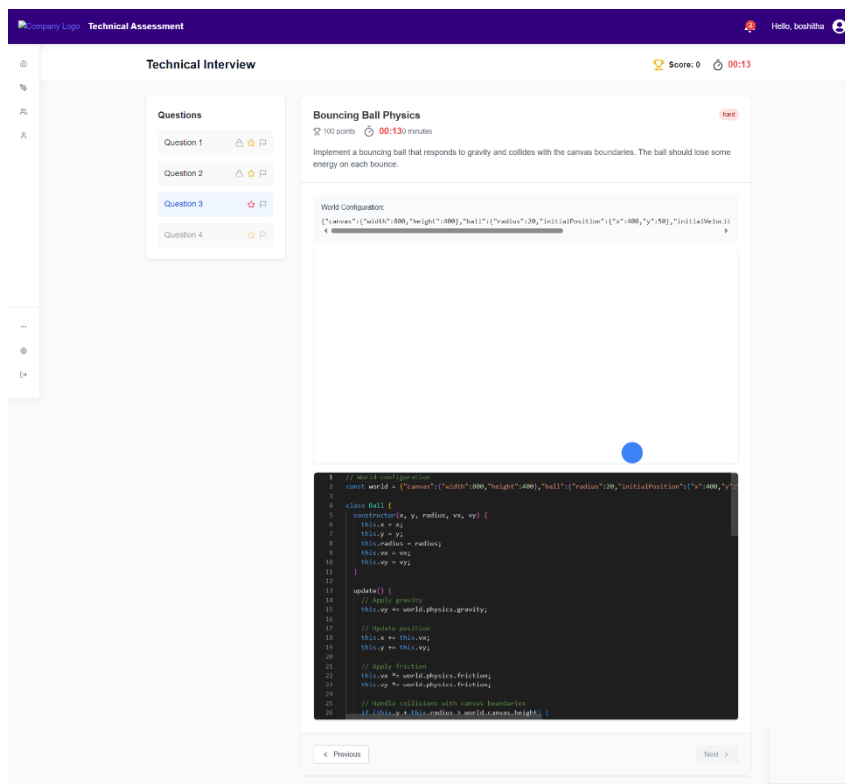 Company Logo Technical Assessment
2
Hello, boshitha
Technical Interview
Score: 0
00:13
Questions
Question 1
Question 2
Question 3
Question 4
Bouncing Ball Physics
hard
100 points 00:130 minutes
Implement a bouncing ball that responds to gravity and collides with the canvas boundaries. The ball should lose some
energy on each bounce.
World Configuration:
{"canvas":{"width":800,"height":400},"ball":{"radius":20,"initialPosition":{"x":400,"y":50},"initialVelocit
1 // World configuration
2 const world = {"canvas":{"width":800,"height":400},"ball":{"radius":20,"initialPosition":{"x":400,"y":5
3
4 class Ball {
5 constructor(x, y, radius, vx, vy) {
6 this.x = x;
7 this.y = y;
8 this.radius = radius;
9 this.vx = vx;
10 this.vy = vy;
11 }
12
13 update() {
14 // Apply gravity
15 this.vy += world.physics.gravity;
16
17 // Update position
18 this.x += this.vx;
19 this.y += this.vy;
20
21 // Apply friction
22 this.vx *= world.physics.friction;
23 this.vy *= world.physics.friction;
24
25 // Handle collisions with canvas boundaries
26 if (this.y + this.radius > world.canvas.height) {
Previous
Next